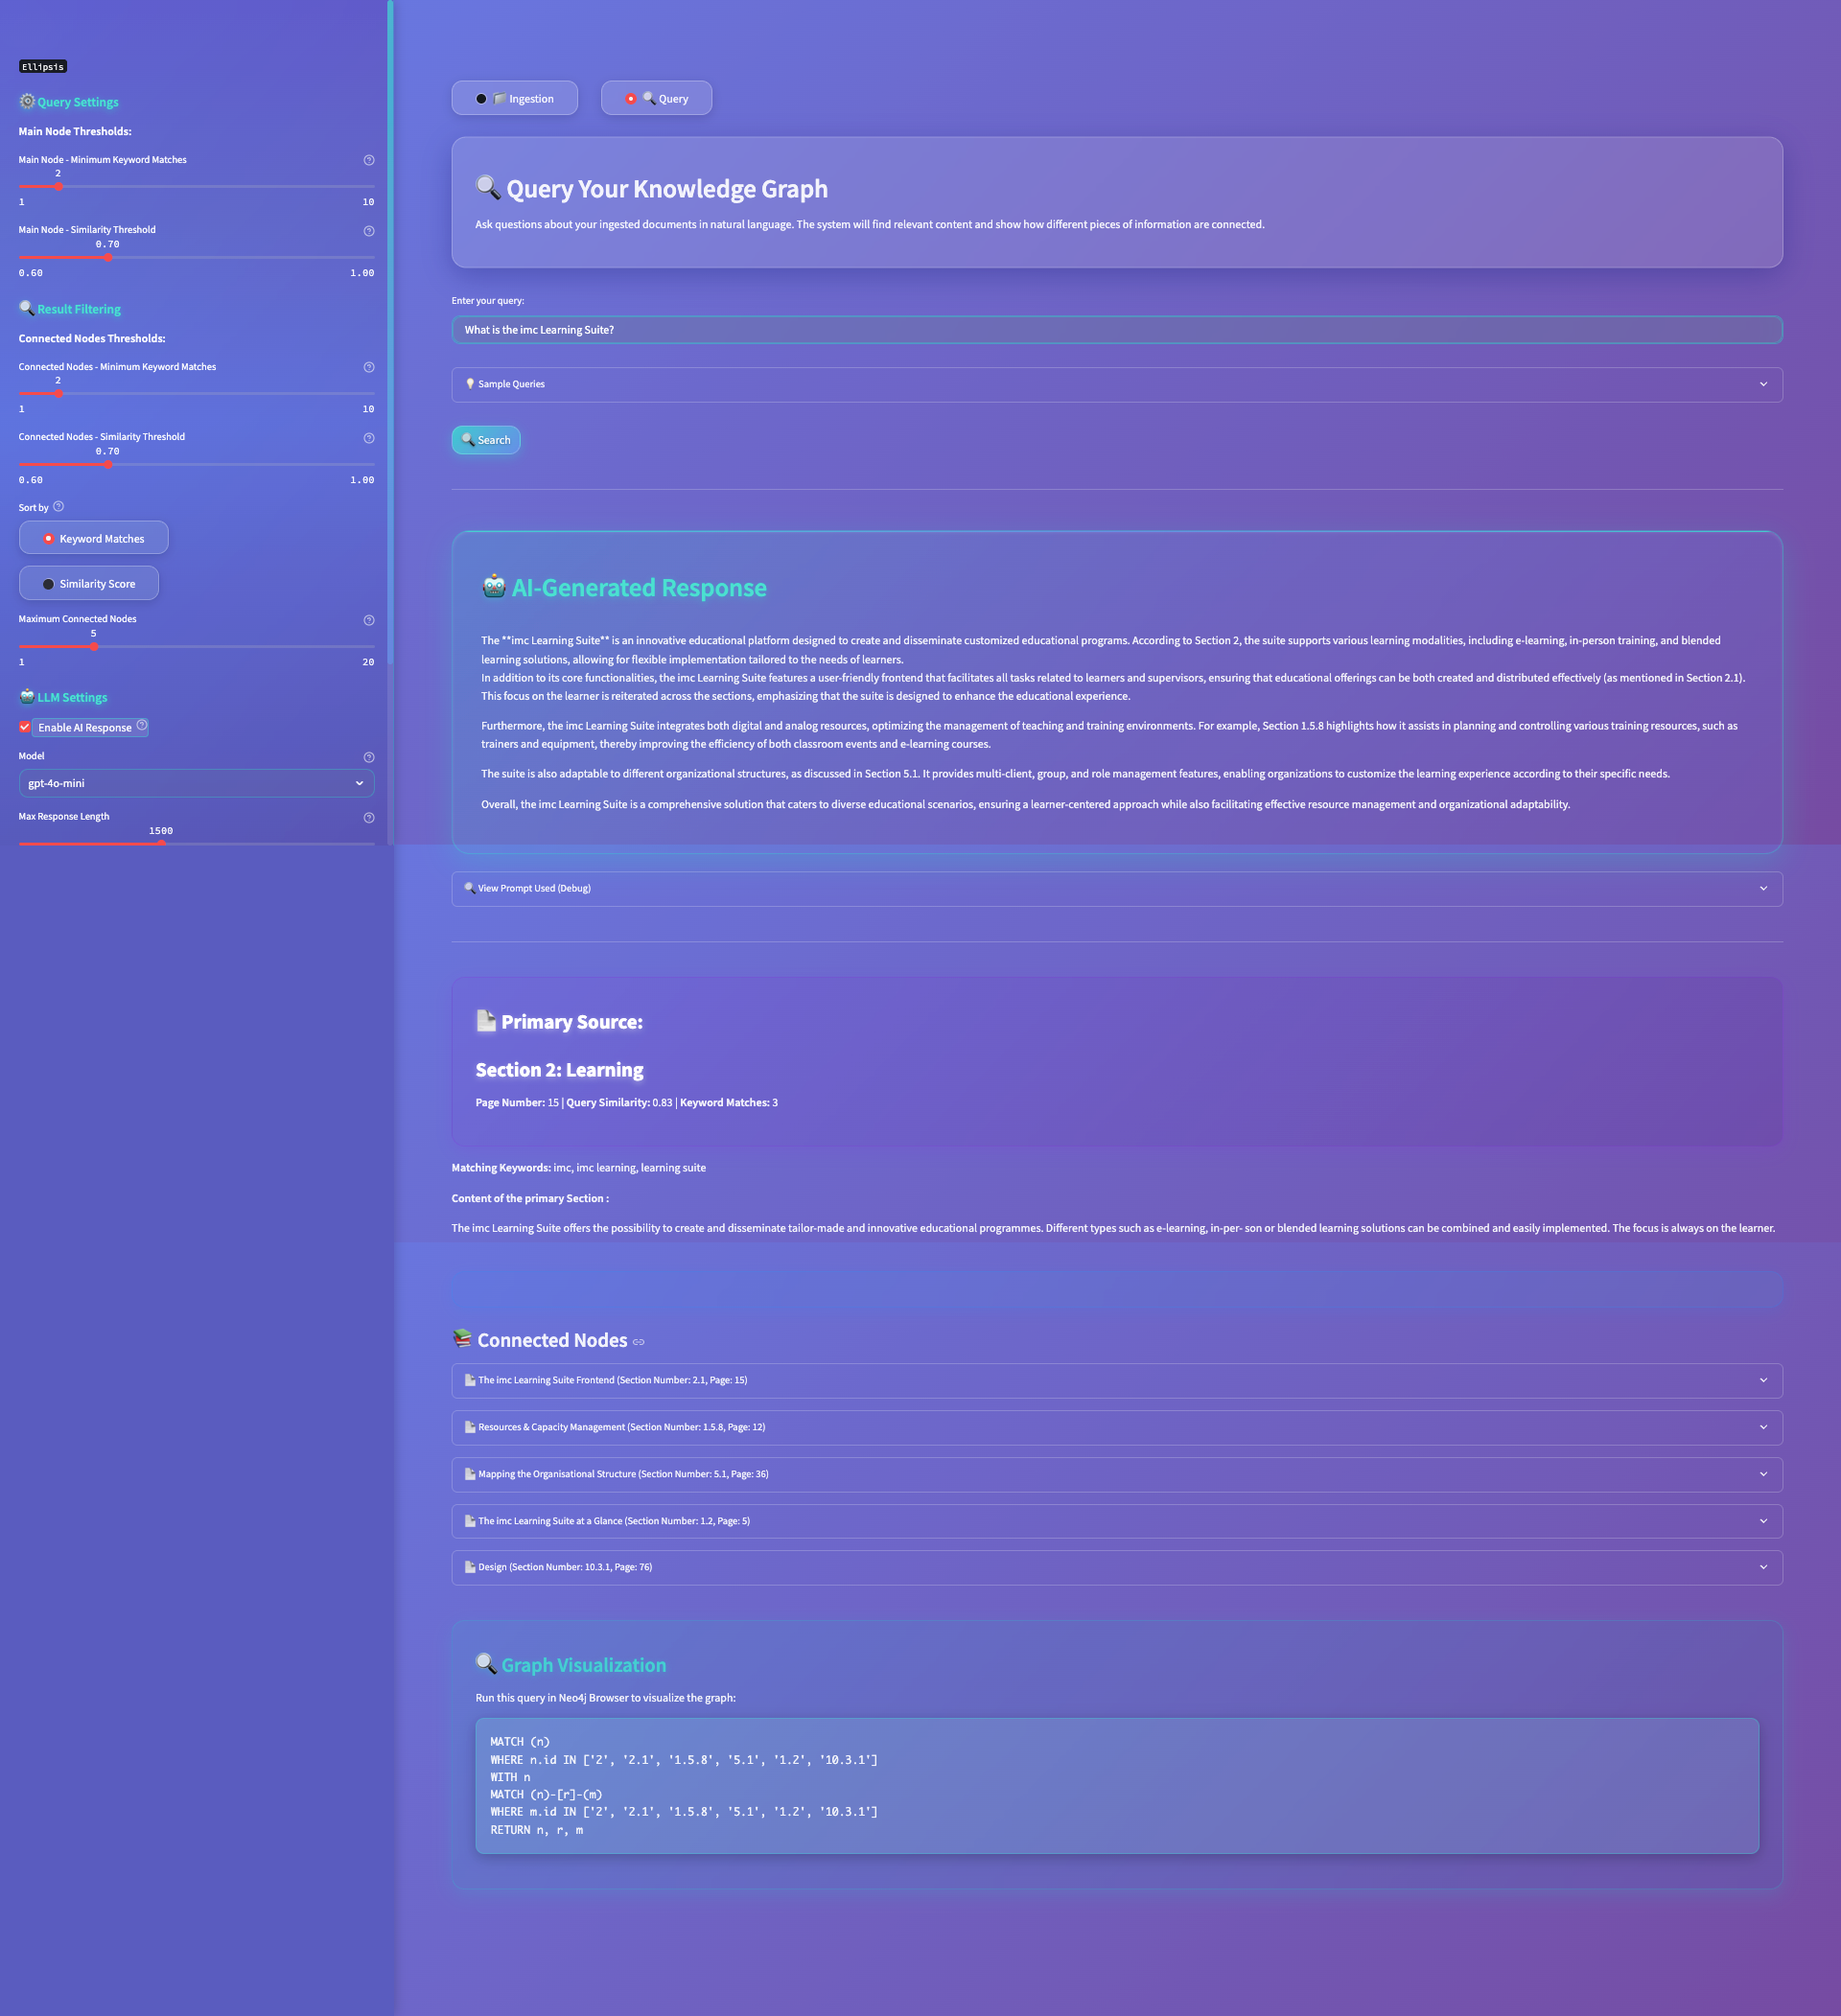 Ellipsis
Query Settings
Main Node Thresholds:
Main Node - Minimum Keyword Matches
2
1 10
Main Node - Similarity Threshold
0.70
0.60 1.00
Result Filtering
Connected Nodes Thresholds:
Connected Nodes - Minimum Keyword Matches
2
1 10
Connected Nodes - Similarity Threshold
0.70
0.60 1.00
Sort by
Keyword Matches
Similarity Score
Maximum Connected Nodes
5
1 20
LLM Settings
Enable AI Response
Model
gpt-4o-mini
Max Response Length
1500
Ingestion
Query
Query Your Knowledge Graph
Ask questions about your ingested documents in natural language. The system will find relevant content and show how different pieces of information are connected.
Enter your query:
What is the imc Learning Suite?
Sample Queries
Search
AI-Generated Response
The **imc Learning Suite** is an innovative educational platform designed to create and disseminate customized educational programs. According to Section 2, the suite supports various learning modalities, including e-learning, in-person training, and blended
learning solutions, allowing for flexible implementation tailored to the needs of learners.
In addition to its core functionalities, the imc Learning Suite features a user-friendly frontend that facilitates all tasks related to learners and supervisors, ensuring that educational offerings can be both created and distributed effectively (as mentioned in Section 2.1).
This focus on the learner is reiterated across the sections, emphasizing that the suite is designed to enhance the educational experience.
Furthermore, the imc Learning Suite integrates both digital and analog resources, optimizing the management of teaching and training environments. For example, Section 1.5.8 highlights how it assists in planning and controlling various training resources, such as
trainers and equipment, thereby improving the efficiency of both classroom events and e-learning courses.
The suite is also adaptable to different organizational structures, as discussed in Section 5.1. It provides multi-client, group, and role management features, enabling organizations to customize the learning experience according to their specific needs.
Overall, the imc Learning Suite is a comprehensive solution that caters to diverse educational scenarios, ensuring a learner-centered approach while also facilitating effective resource management and organizational adaptability.
View Prompt Used (Debug)
Primary Source:
Section 2: Learning
Page Number: 15 | Query Similarity: 0.83 | Keyword Matches: 3
Matching Keywords: imc, imc learning, learning suite
Content of the primary Section :
The imc Learning Suite offers the possibility to create and disseminate tailor-made and innovative educational programmes. Different types such as e-learning, in-per- son or blended learning solutions can be combined and easily implemented. The focus is always on the learner.
Connected Nodes
The imc Learning Suite Frontend (Section Number: 2.1, Page: 15)
Resources & Capacity Management (Section Number: 1.5.8, Page: 12)
Mapping the Organisational Structure (Section Number: 5.1, Page: 36)
The imc Learning Suite at a Glance (Section Number: 1.2, Page: 5)
Design (Section Number: 10.3.1, Page: 76)
Graph Visualization
Run this query in Neo4j Browser to visualize the graph:
MATCH (n)
WHERE n.id IN ['2', '2.1', '1.5.8', '5.1', '1.2', '10.3.1']
WITH n
MATCH (n)-[r]-(m)
WHERE m.id IN ['2', '2.1', '1.5.8', '5.1', '1.2', '10.3.1']
RETURN n, r, m